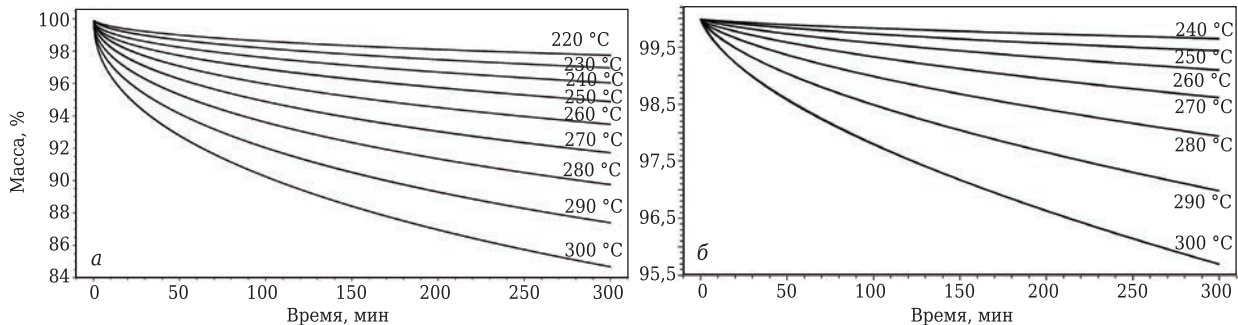 100
98
96
94
92
90
88
86
84
Масса, %
220 °C
230 °C
240 °C
250 °C
260 °C
270 °C
280 °C
290 °C
300 °C
а
0 50 100 150 200 250 300
Время, мин
99,5
98,5
97,5
96,5
95,5
240 °C
250 °C
260 °C
270 °C
280 °C
290 °C
300 °C
б
0 50 100 150 200 250 300
Время, мин